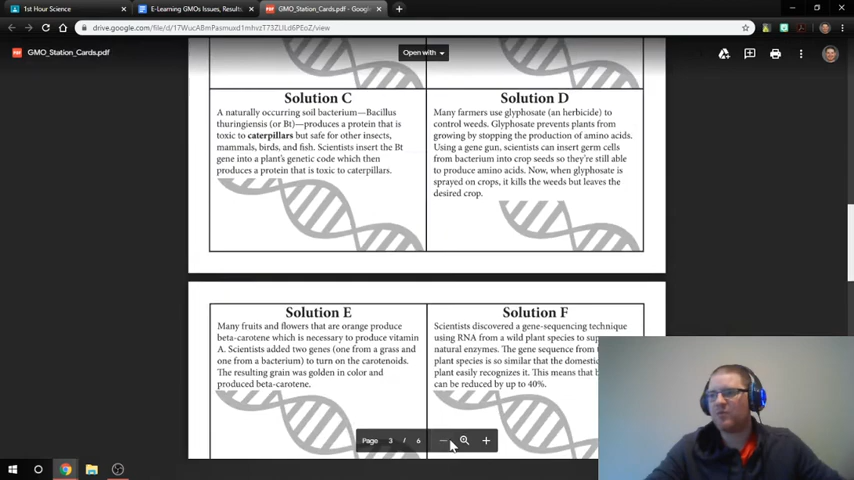 1st Hour Science
E-Learning GMOs Issues, Results,
GMO_Station_Cards.pdf - Google
drive.google.com/file/d/17WucABmPasmuxd1mhvzT73ZLlLd6PEoZ/view
GMO_Station_Cards.pdf
Open with
Solution C
A naturally occurring soil bacterium—Bacillus
thuringiensis (or Bt)—produces a protein that is
toxic to caterpillars but safe for other insects,
mammals, birds, and fish. Scientists insert the Bt
gene into a plant's genetic code which then
produces a protein that is toxic to caterpillars.
Solution D
Many farmers use glyphosate (an herbicide) to
control weeds. Glyphosate prevents plants from
growing by stopping the production of amino acids.
Using a gene gun, scientists can insert germ cells
from bacterium into crop seeds so they're still able
to produce amino acids. Now, when glyphosate is
sprayed on crops, it kills the weeds but leaves the
desired crop.
Solution E
Many fruits and flowers that are orange produce
beta-carotene which is necessary to produce vitamin
A. Scientists added two genes (one from a grass and
one from a bacterium) to turn on the carotenoids.
The resulting grain was golden in color and
produced beta-carotene.
Solution F
Scientists discovered a gene-sequencing technique
using RNA from a wild plant species to
natural enzymes. The gene sequence from
plant species is so similar that the domestic
plant easily recognizes it. This means that
can be reduced by up to 40%.
Page 3 / 6